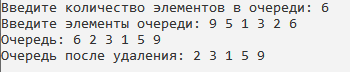 Введите количество элементов в очереди: 6
Введите элементы очереди: 9 5 1 3 2 6
Очередь: 6 2 3 1 5 9
Очередь после удаления: 2 3 1 5 9